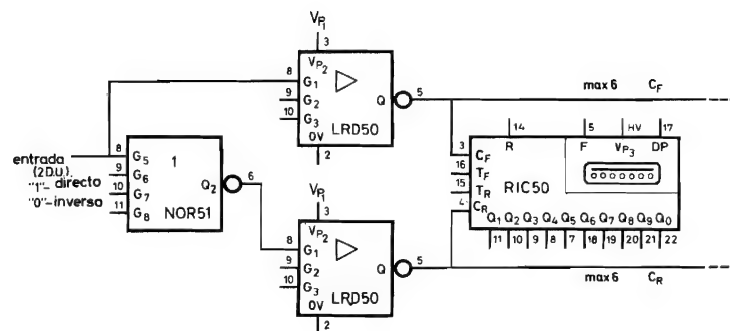 VP1
3
VP2
8
G1
9
G2
10
G3
Q
5
0V
LRD50
2
max 6 CF
entrada
(2D.U.)
"1"- directo
"0"-inverso
8
G5
9
G6
10
G7
11
G8
1
Q2
6
NOR51
VP1
3
VP2
8
G1
9
G2
10
G3
Q
5
0V
LRD50
2
14
5
HV
17
R
F
VP3
DP
3
CF
16
TF
15
TR
4
CR
RIC50
Q1 Q2 Q3 Q4 Q5 Q6 Q7 Q8 Q9 Q0
11 10 9 8 7 18 19 20 21 22
max 6 CR